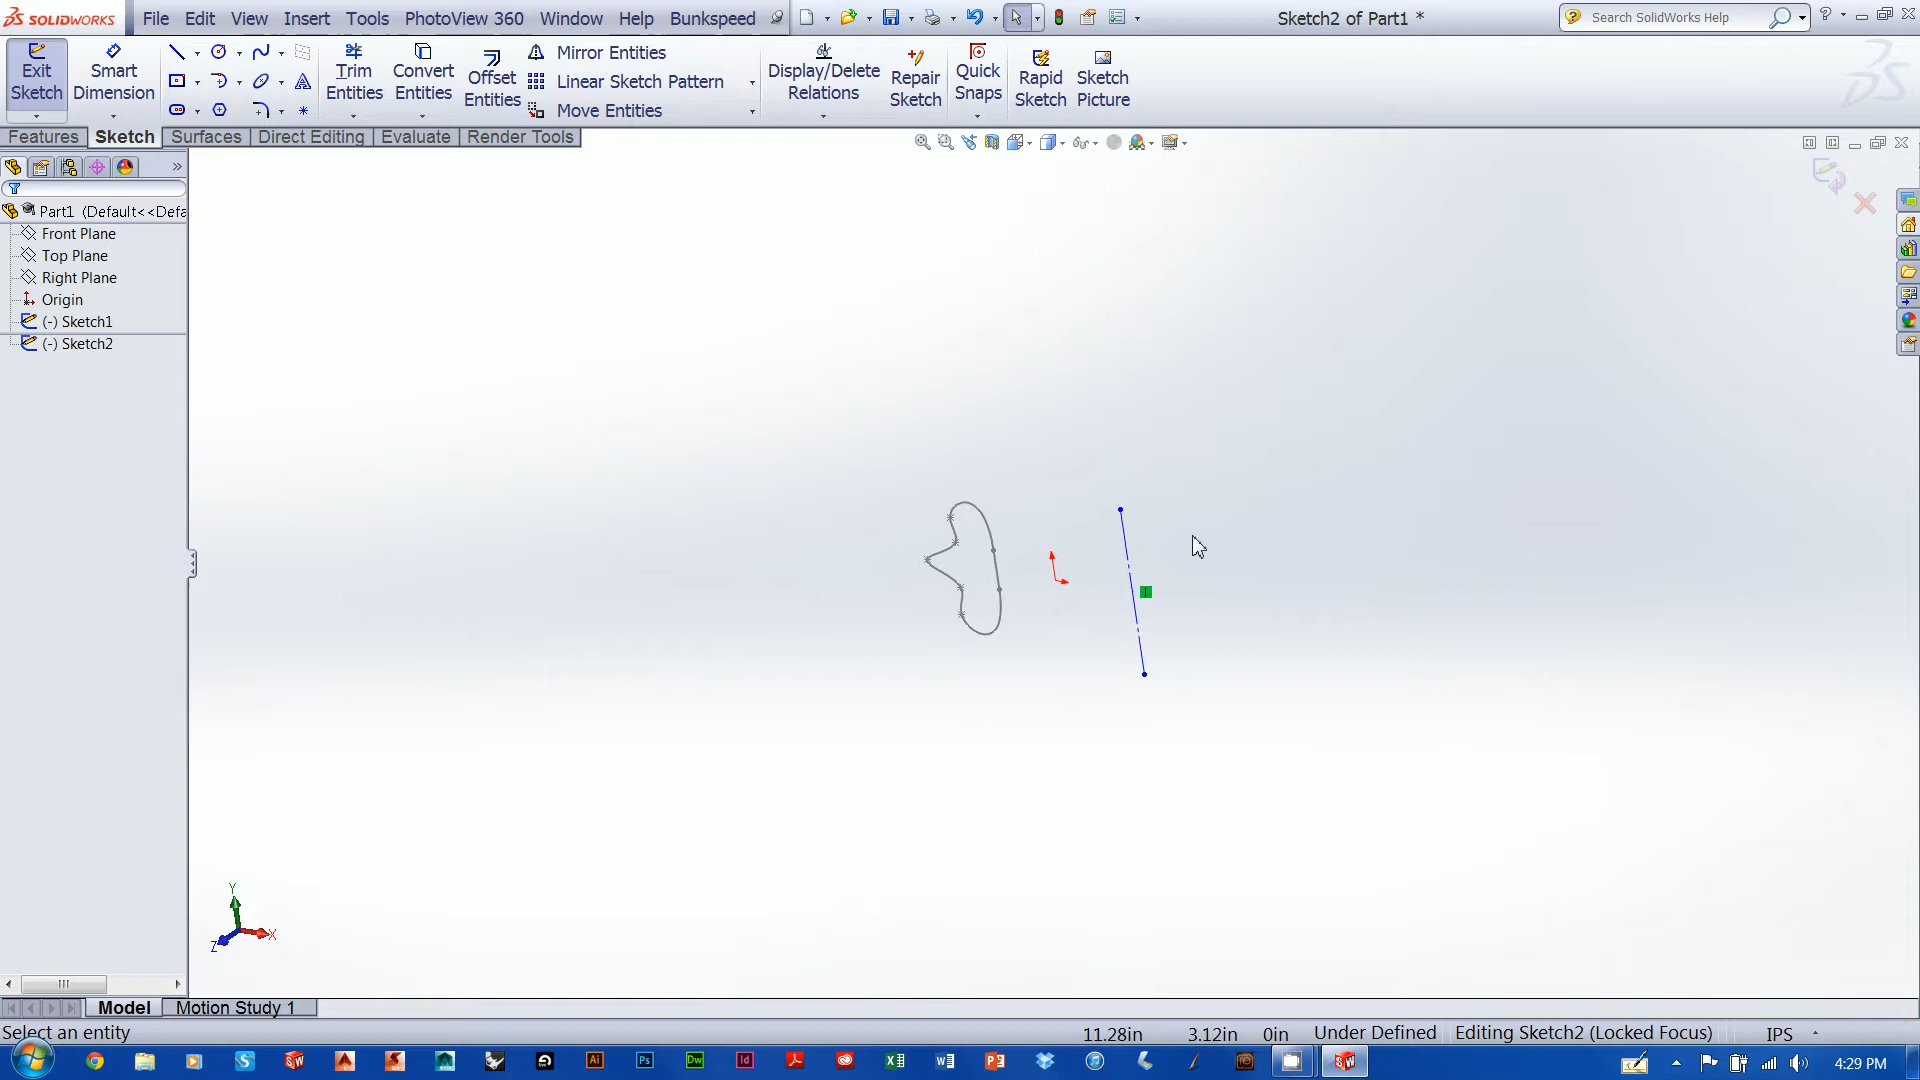 SOLIDWORKS File Edit View Insert Tools PhotoView 360 Window Help Bunkspeed Sketch2 of Part1 * Search SolidWorks Help
Exit Sketch
Smart Dimension
Trim Entities
Convert Entities
Offset Entities
Mirror Entities
Linear Sketch Pattern
Move Entities
Display/Delete Relations
Repair Sketch
Quick Snaps
Rapid Sketch
Sketch Picture
Features Sketch Surfaces Direct Editing Evaluate Render Tools
Part1 (Default<<Defa
Front Plane
Top Plane
Right Plane
Origin
(-) Sketch1
(-) Sketch2
Y
X
Z
Model Motion Study 1
Select an entity 11.28in 3.12in 0in Under Defined Editing Sketch2 (Locked Focus) IPS
4:29 PM